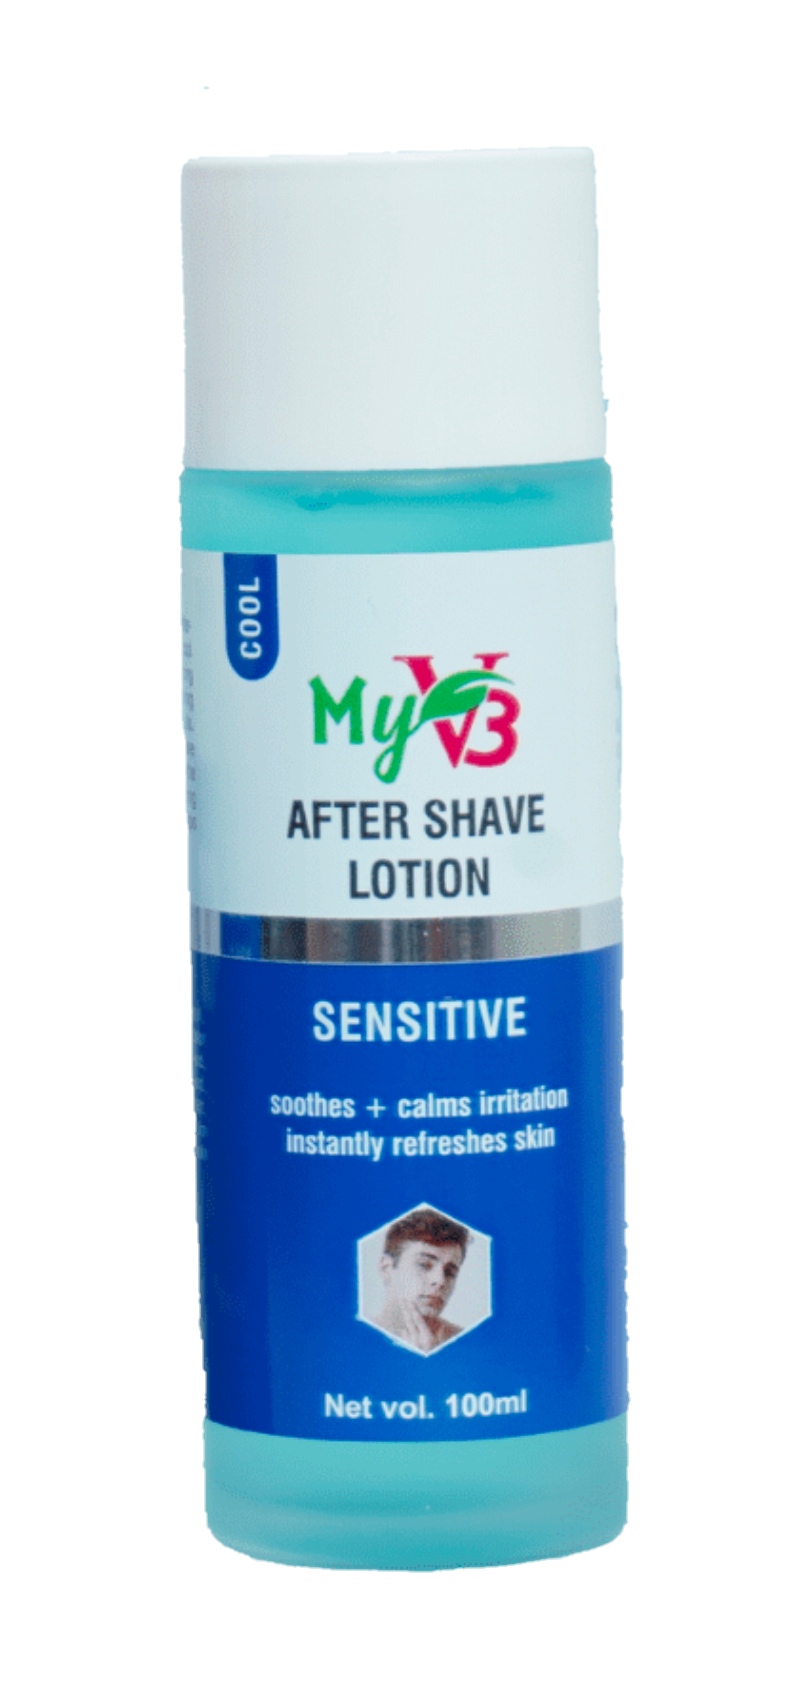 COOL
MyV3
AFTER SHAVE
LOTION
SENSITIVE
soothes + calms irritation
instantly refreshes skin
Net vol. 100ml